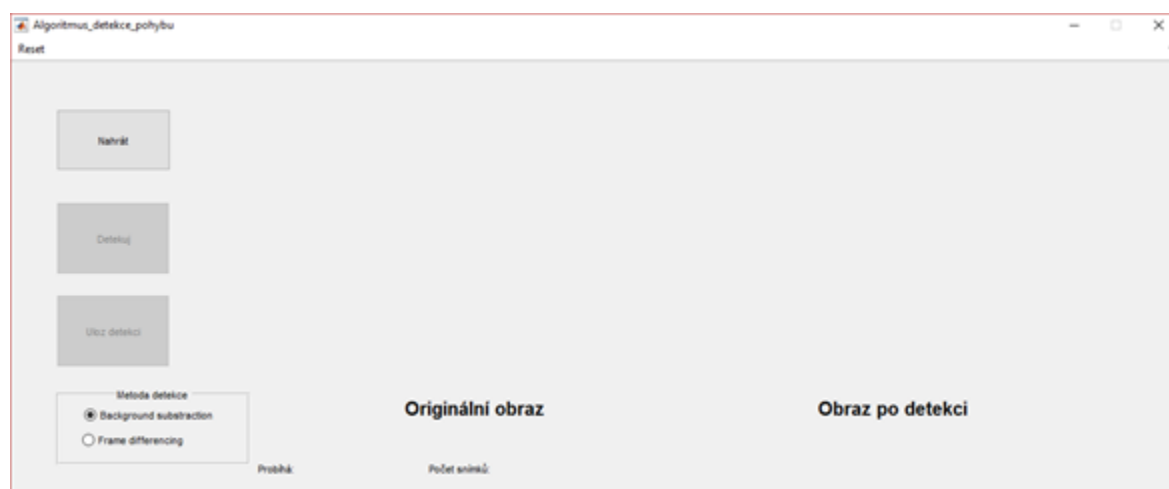 Algoritmus_detekce_pohybu
Reset
Nahrát
Detekuj
Uloz detekci
Metoda detekce
Background substraction
Frame differencing
Originální obraz
Obraz po detekci
Probíhá:
Počet snímků: